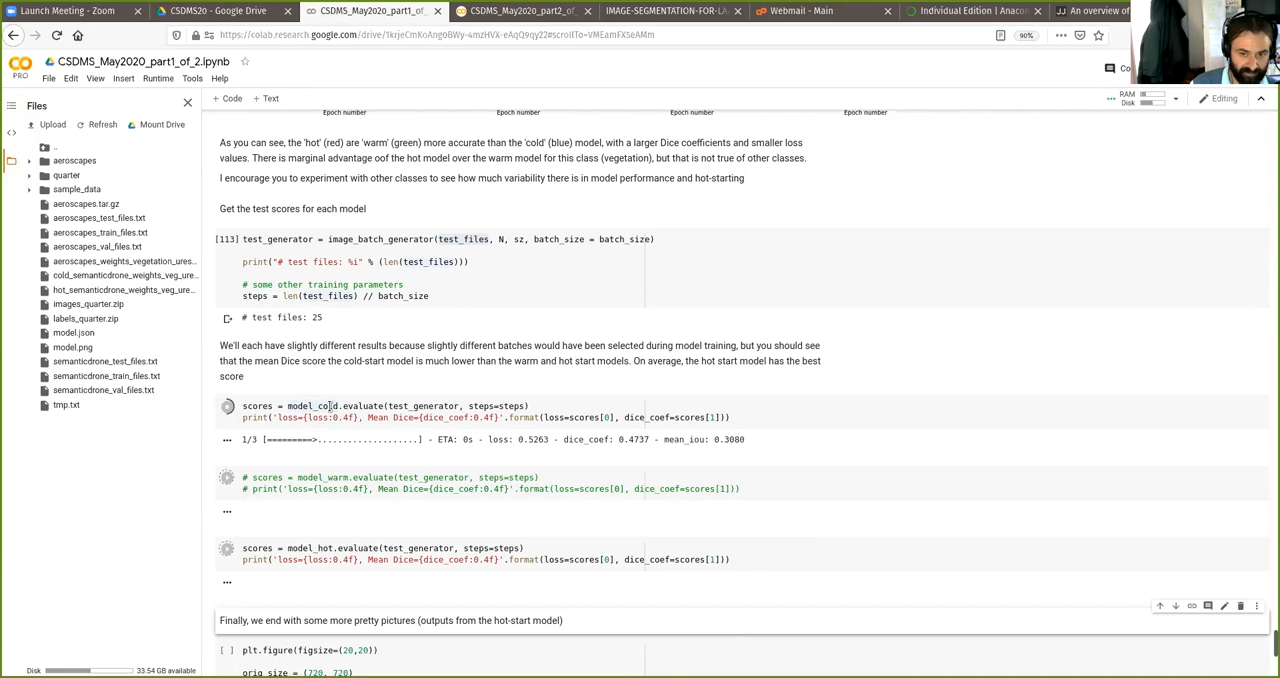 Launch Meeting - Zoom
CSDMS20 - Google Drive
CSDMS_May2020_part1_of_
CSDMS_May2020_part2_of_
IMAGE-SEGMENTATION-FOR-LA
Webmail - Main
Individual Edition | Anacon
JJ An overview of
https://colab.research.google.com/drive/1krjeCmKoAng0BWy-4mzHVX-eAqQ9qy22#scrollTo=VMEamFXSeAMm
90%
PRO
CSDMS_May2020_part1_of_2.ipynb
File Edit View Insert Runtime Tools Help
Files
+ Code + Text
RAM
Disk
Editing
Upload Refresh Mount Drive
..
aeroscapes
quarter
sample_data
aeroscapes.tar.gz
aeroscapes_test_files.txt
aeroscapes_train_files.txt
aeroscapes_val_files.txt
aeroscapes_weights_vegetation_ures...
cold_semanticdrone_weights_veg_ure...
hot_semanticdrone_weights_veg_ure...
images_quarter.zip
labels_quarter.zip
model.json
model.png
semanticdrone_test_files.txt
semanticdrone_train_files.txt
semanticdrone_val_files.txt
tmp.txt
Disk 33.54 GB available
Epoch number Epoch number Epoch number Epoch number
As you can see, the 'hot' (red) are 'warm' (green) more accurate than the 'cold' (blue) model, with a larger Dice coefficients and smaller loss
values. There is marginal advantage oof the hot model over the warm model for this class (vegetation), but that is not true of other classes.
I encourage you to experiment with other classes to see how much variability there is in model performance and hot-starting
Get the test scores for each model
[113] test_generator = image_batch_generator(test_files, N, sz, batch_size = batch_size)
print("# test files: %i" % (len(test_files)))
# some other training parameters
steps = len(test_files) // batch_size
# test files: 25
We'll each have slightly different results because slightly different batches would have been selected during model training, but you should see
that the mean Dice score the cold-start model is much lower than the warm and hot start models. On average, the hot start model has the best
score
scores = model_cold.evaluate(test_generator, steps=steps)
print('loss={loss:0.4f}, Mean Dice={dice_coef:0.4f}'.format(loss=scores[0], dice_coef=scores[1]))
1/3 [=========>....................] - ETA: 0s - loss: 0.5263 - dice_coef: 0.4737 - mean_iou: 0.3080
# scores = model_warm.evaluate(test_generator, steps=steps)
# print('loss={loss:0.4f}, Mean Dice={dice_coef:0.4f}'.format(loss=scores[0], dice_coef=scores[1]))
scores = model_hot.evaluate(test_generator, steps=steps)
print('loss={loss:0.4f}, Mean Dice={dice_coef:0.4f}'.format(loss=scores[0], dice_coef=scores[1]))
Finally, we end with some more pretty pictures (outputs from the hot-start model)
[ ] plt.figure(figsize=(20,20))
orig_size = (720, 720)